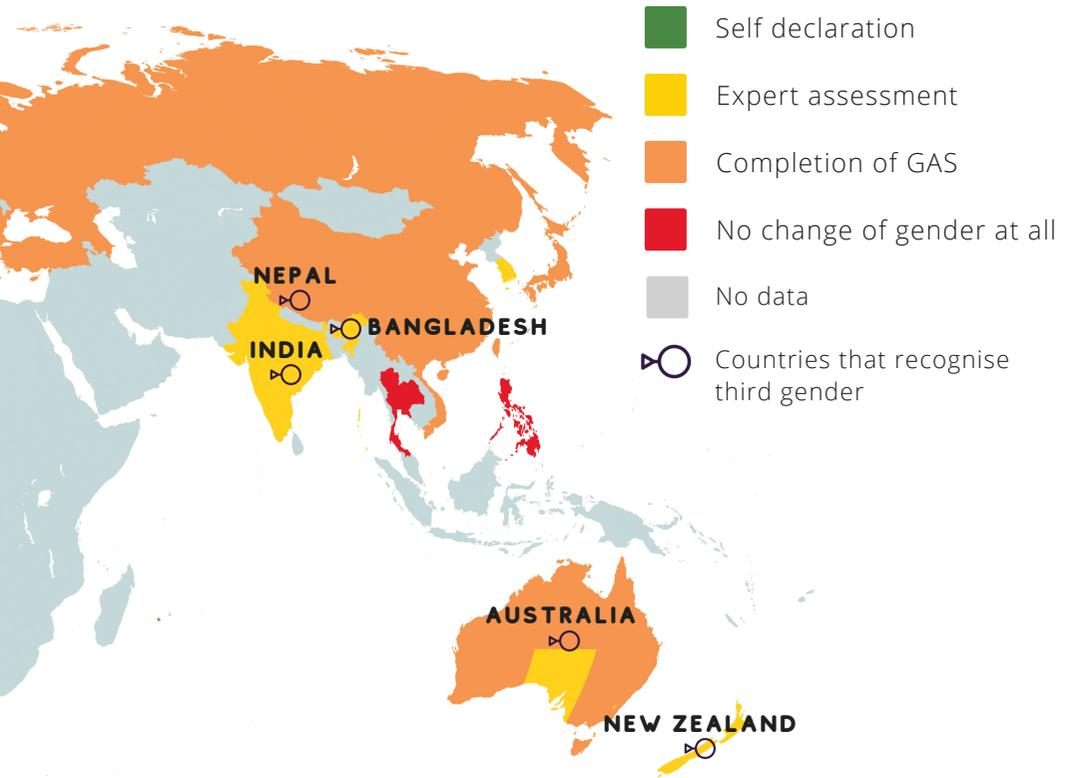 Self declaration
Expert assessment
Completion of GAS
No change of gender at all
No data
Countries that recognise
third gender
NEPAL
BANGLADESH
INDIA
AUSTRALIA
NEW ZEALAND